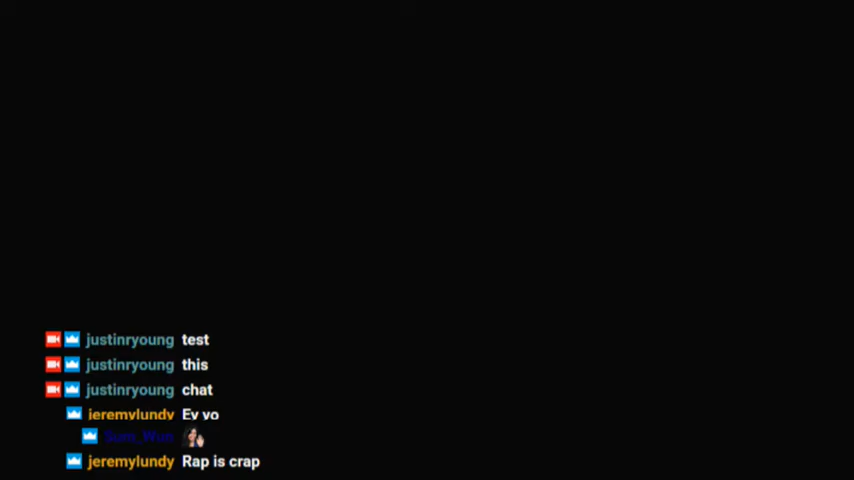 justinryoung test
justinryoung this
justinryoung chat
jeremylundy Ey yo
jeremylundy Rap is crap